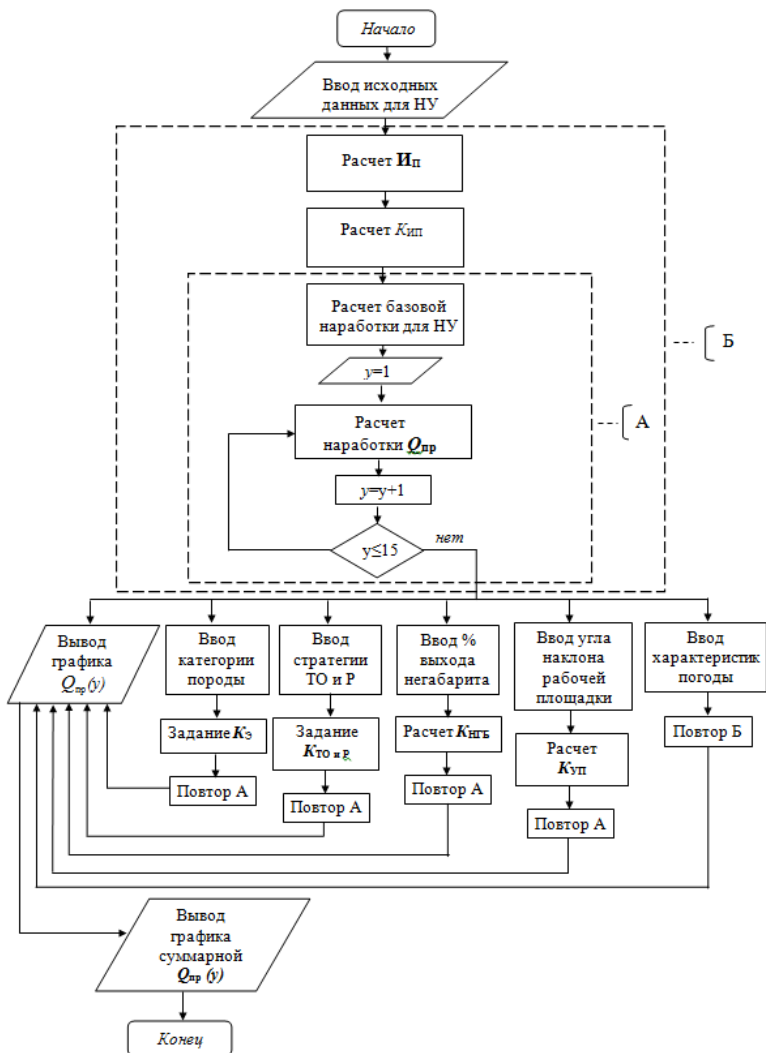 Начало
Ввод исходных
данных для НУ
Расчет Ип
Расчет КИП
Расчет базовой
наработки для НУ
y=1
Расчет
наработки Qпр
y=y+1
y≤15
нет
А
Б
Вывод
графика
Qпр(y)
Ввод
категории
породы
Ввод
стратегии
ТО и Р
Ввод %
выхода
негабарита
Ввод угла
наклона
рабочей
площадки
Ввод
характеристик
погоды
Задание КЭ
Задание
КТО и Р
Расчет КНГБ
Расчет
КУП
Повтор Б
Повтор А
Повтор А
Повтор А
Повтор А
Вывод
графика
суммарной
Qпр (y)
Конец